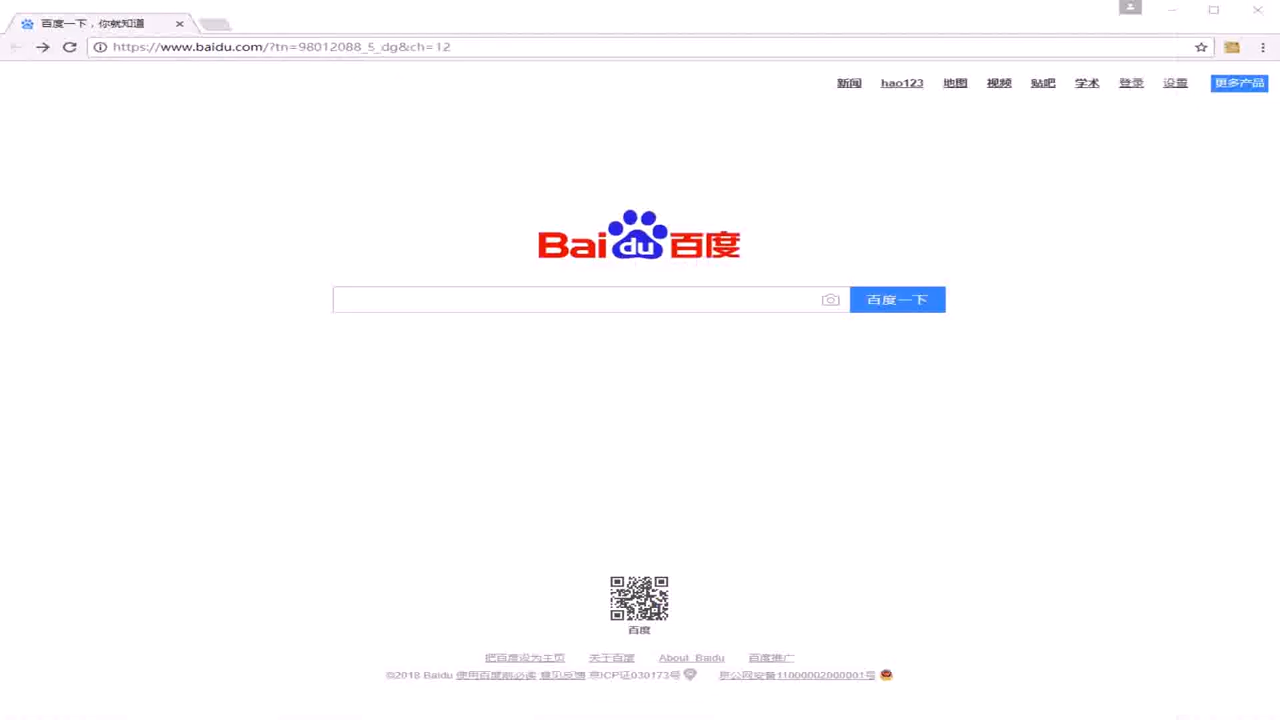 百度一下，你就知道
https://www.baidu.com/?tn=98012088_5_dg&ch=12
新闻 hao123 地图 视频 贴吧 学术 登录 设置 更多产品
Bai du 百度
百度一下
百度
把百度设为主页 关于百度 About Baidu 百度推广
©2018 Baidu 使用百度前必读 意见反馈 京ICP证030173号 京公网安备11000002000001号